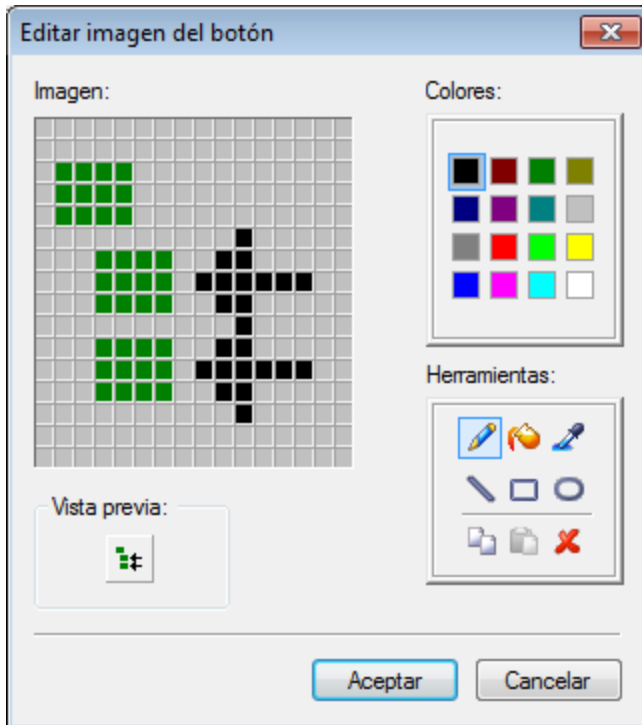 Editar imagen del botón
Imagen:
Colores:
Herramientas:
Vista previa:
Aceptar
Cancelar